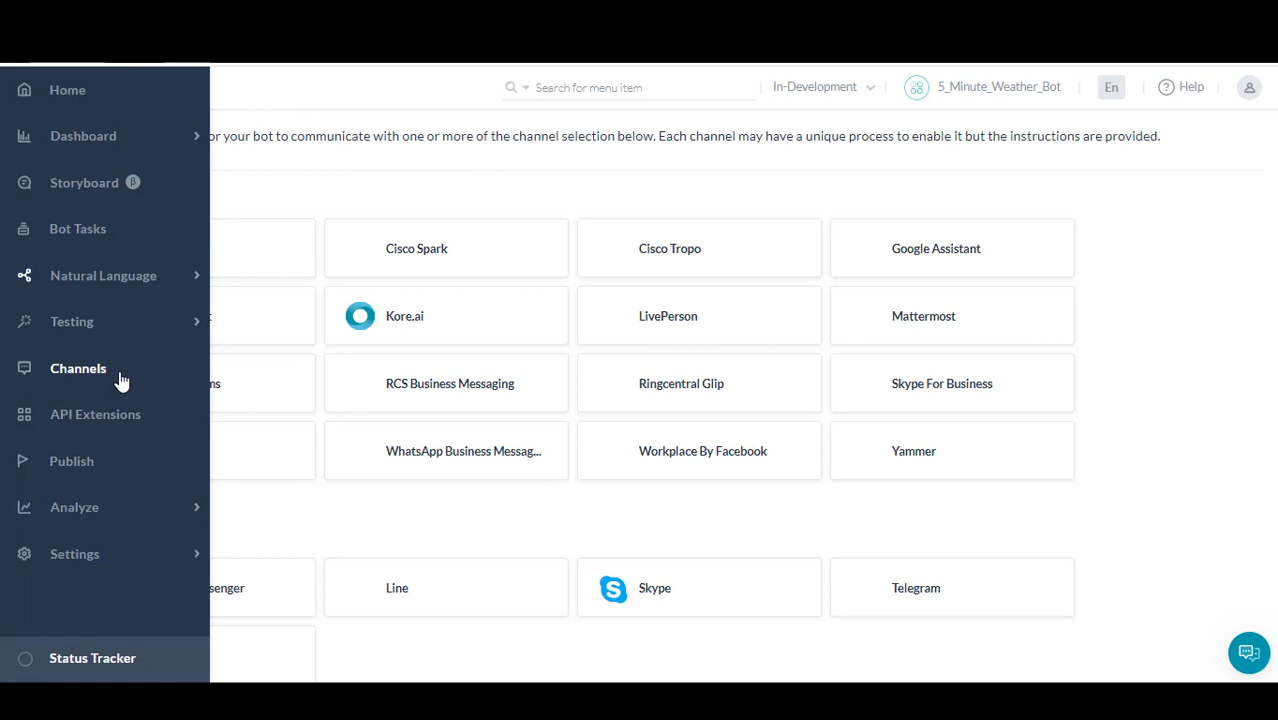 Home
Dashboard
Storyboard β
Bot Tasks
Natural Language
Testing
Channels
API Extensions
Publish
Analyze
Settings
Status Tracker
Search for menu item
In-Development
5_Minute_Weather_Bot
En
? Help
or your bot to communicate with one or more of the channel selection below. Each channel may have a unique process to enable it but the instructions are provided.
Cisco Spark
Cisco Tropo
Google Assistant
t
Kore.ai
LivePerson
Mattermost
ms
RCS Business Messaging
Ringcentral Glip
Skype For Business
WhatsApp Business Messag...
Workplace By Facebook
Yammer
senger
Line
S Skype
Telegram